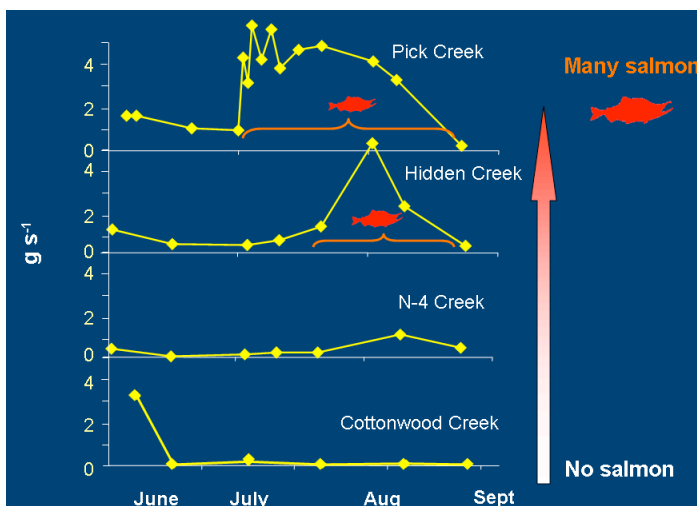 Pick Creek
4
2
0
Many salmon
Hidden Creek
4
2
0
g s-1
N-4 Creek
4
2
0
Cottonwood Creek
4
2
0
No salmon
June July Aug Sept